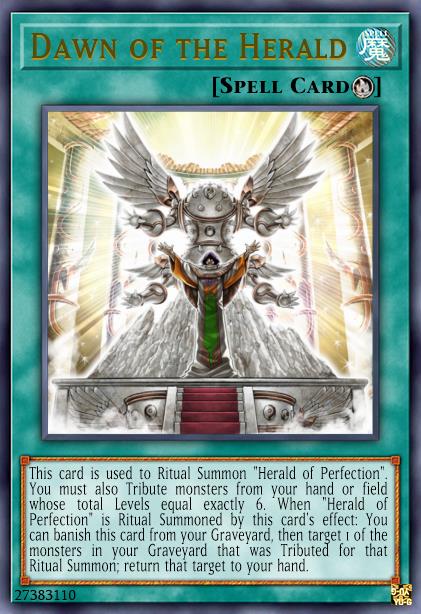 DAWN OF THE HERALD
SPELL
魔
[SPELL CARD]
This card is used to Ritual Summon "Herald of Perfection".
You must also Tribute monsters from your hand or field
whose total Levels equal exactly 6. When "Herald of
Perfection" is Ritual Summoned by this card's effect: You
can banish this card from your Graveyard, then target 1 of the
monsters in your Graveyard that was Tributed for that
Ritual Summon; return that target to your hand.
27383110